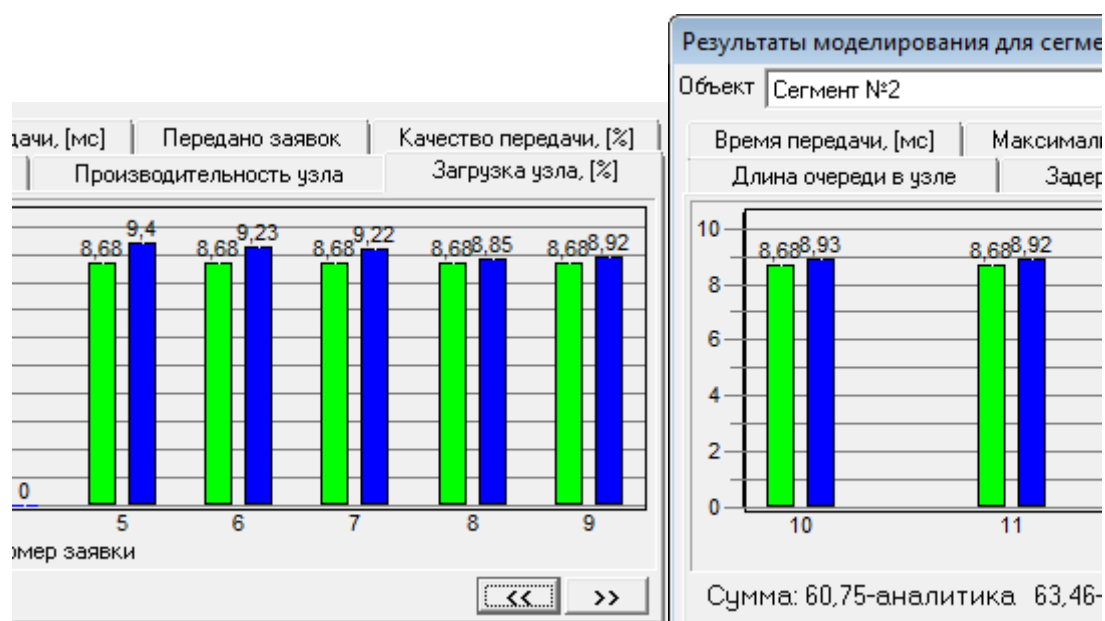 Результаты моделирования для сегме
Объект Сегмент №2
дачи, [мс] Передано заявок Качество передачи, [%]
Производительность узла Загрузка узла, [%]
8,68 9,4 8,68 9,23 8,68 9,22 8,68 8,85 8,68 8,92
0
5 6 7 8 9
омер заявки
<< >>
Время передачи, [мс] Максимал
Длина очереди в узле Задер
10
8
6
4
2
0
8,68 8,93 8,68 8,92
10 11
Сумма: 60,75-аналитика 63,46-